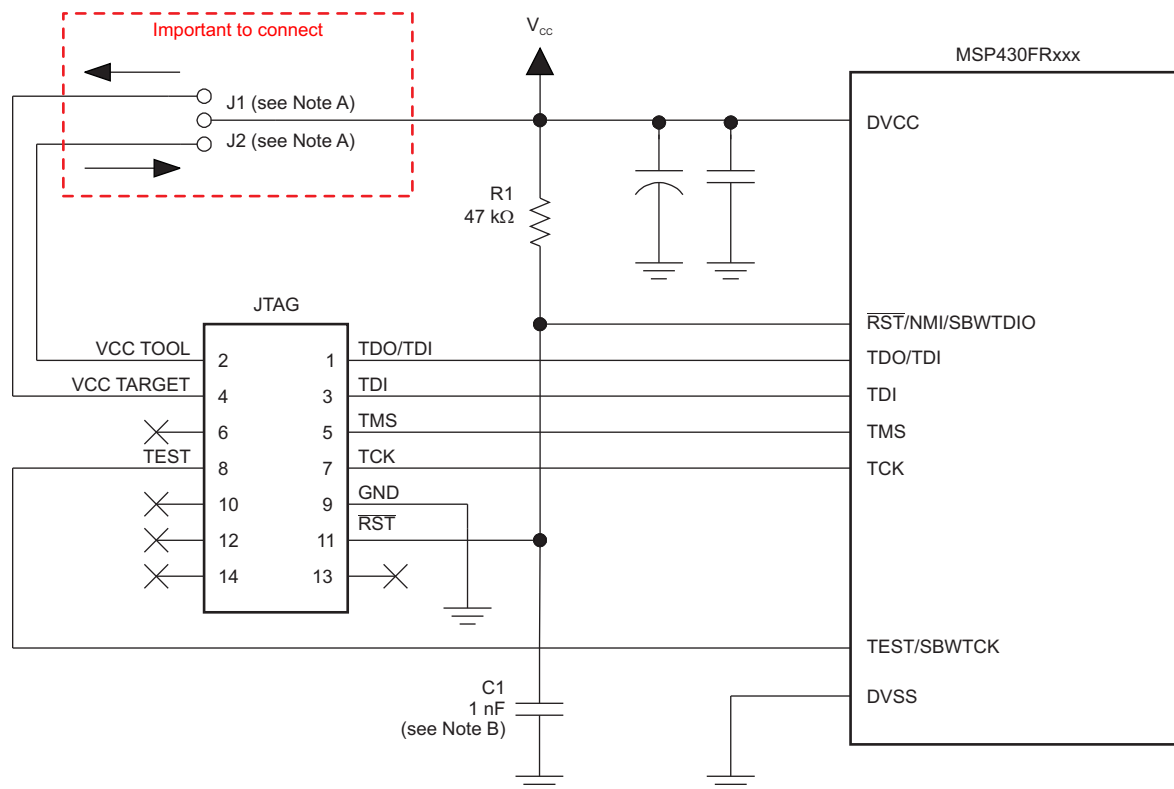 Important to connect
VCC
MSP430FRxxx
J1 (see Note A)
J2 (see Note A)
DVCC
R1
47 kΩ
JTAG
RST/NMI/SBWTDIO
VCC TOOL
2
1
TDO/TDI
TDO/TDI
VCC TARGET
4
3
TDI
TDI
6
5
TMS
TMS
TEST
8
7
TCK
TCK
10
9
GND
12
11
RST
14
13
TEST/SBWTCK
C1
1 nF
(see Note B)
DVSS